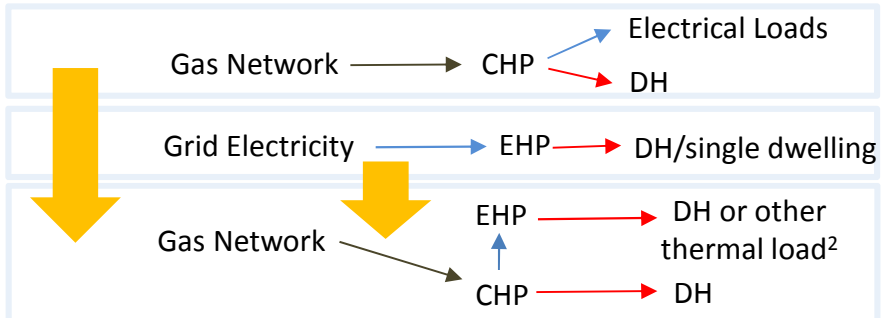 Electrical Loads
Gas Network CHP
DH
Grid Electricity EHP DH/single dwelling
EHP DH or other
thermal load²
Gas Network
CHP DH